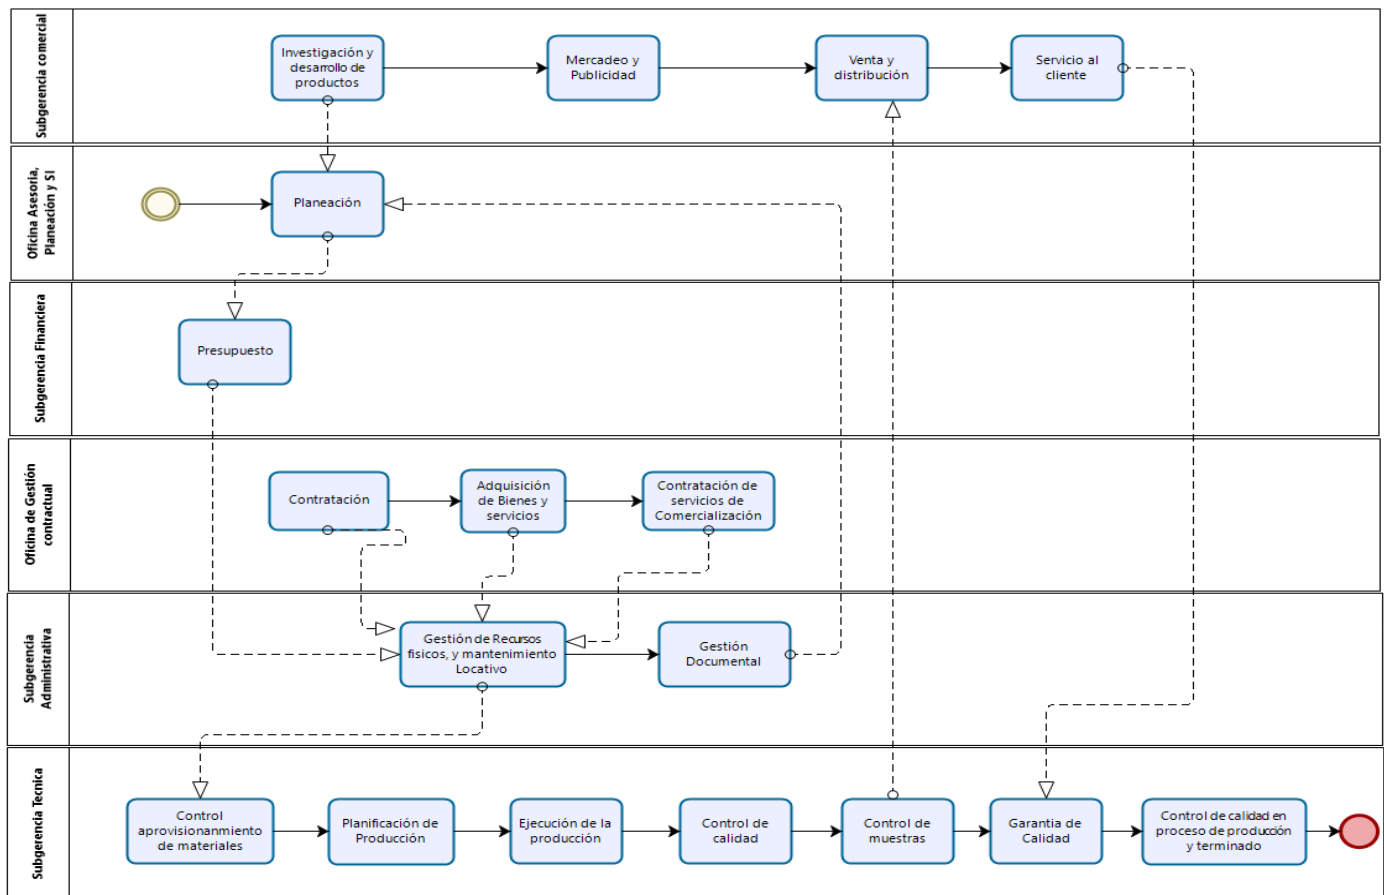 Subgerencia comercial
Investigación y
desarrollo de
productos
Mercadeo y
Publicidad
Venta y
distribución
Servicio al
cliente
Oficina Asesoria,
Planeación y SI
Planeación
Subgerencia Financiera
Presupuesto
Oficina de Gestión
contractual
Contratación
Adquisición
de Bienes y
servicios
Contratación de
servicios de
Comercialización
Subgerencia
Administrativa
Gestión de Recursos
fisicos, y mantenimiento
Locativo
Gestión
Documental
Subgerencia Tecnica
Control
aprovisionanmiento
de materiales
Planificación de
Producción
Ejecución de la
producción
Control de
calidad
Control de
muestras
Garantia de
Calidad
Control de calidad en
proceso de producción
y terminado